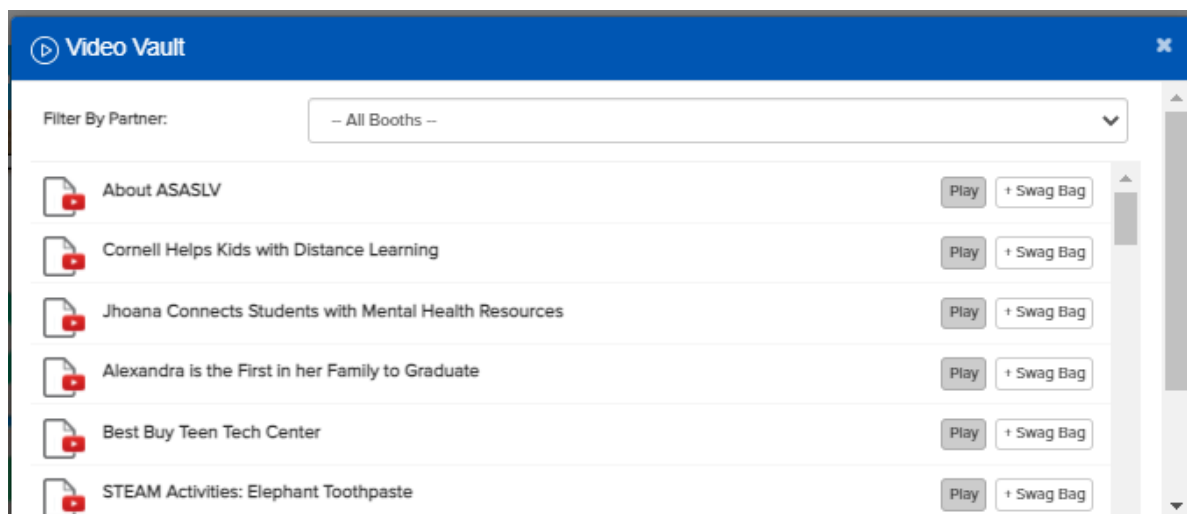 Video Vault
Filter By Partner:
-- All Booths --
About ASASLV
Play
+ Swag Bag
Cornell Helps Kids with Distance Learning
Play
+ Swag Bag
Jhoana Connects Students with Mental Health Resources
Play
+ Swag Bag
Alexandra is the First in her Family to Graduate
Play
+ Swag Bag
Best Buy Teen Tech Center
Play
+ Swag Bag
STEAM Activities: Elephant Toothpaste
Play
+ Swag Bag